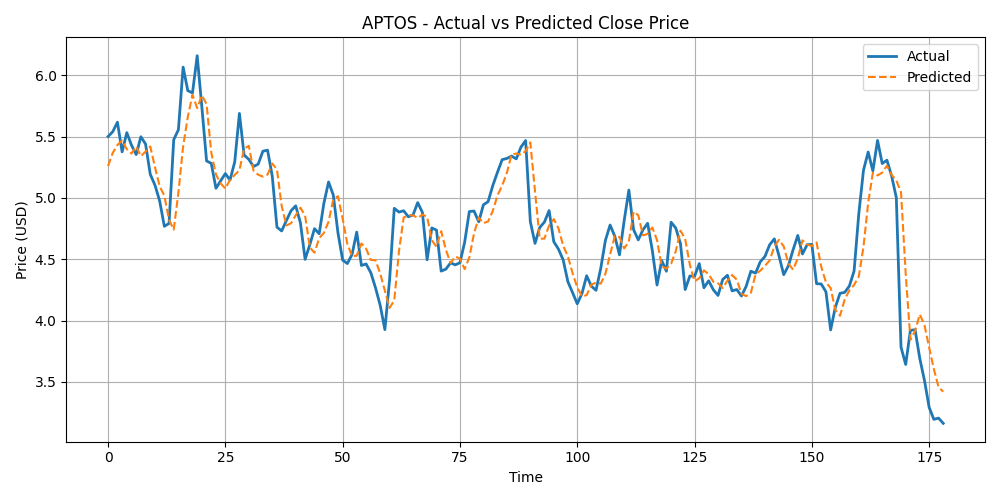 APTOS - Actual vs Predicted Close Price
Actual
Predicted
Price (USD)
6.0
5.5
5.0
4.5
4.0
3.5
0 25 50 75 100 125 150 175
Time